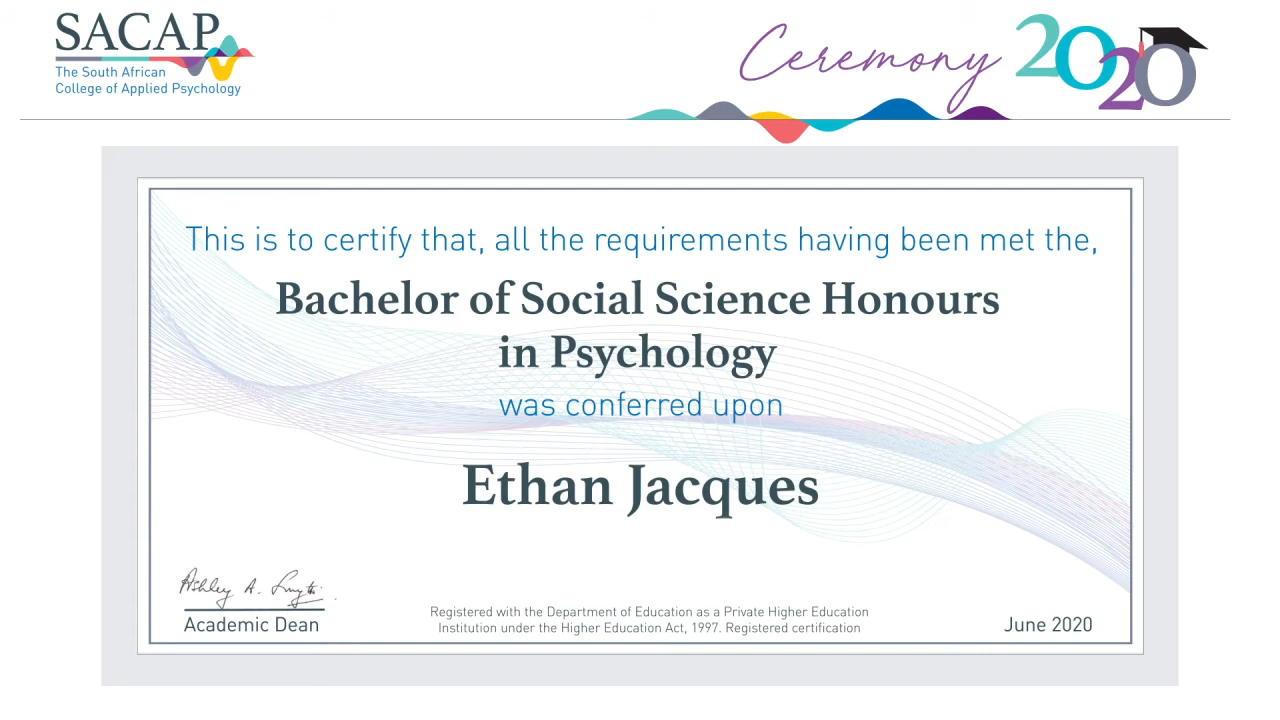 SACAP
The South African
College of Applied Psychology
Ceremony 2020
This is to certify that, all the requirements having been met the,
Bachelor of Social Science Honours
in Psychology
was conferred upon
Ethan Jacques
Ashley A. Smyth
Academic Dean
Registered with the Department of Education as a Private Higher Education
Institution under the Higher Education Act, 1997. Registered certification
June 2020